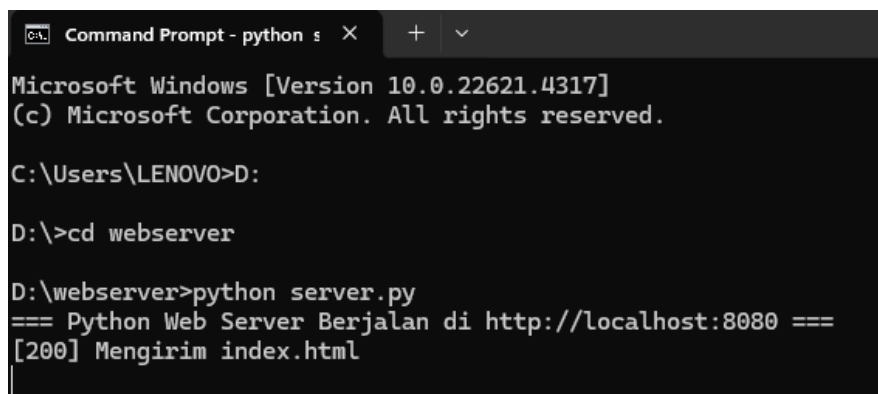 Command Prompt - python s
Microsoft Windows [Version 10.0.22621.4317]
(c) Microsoft Corporation. All rights reserved.
C:\Users\LENOVO>D:
D:\>cd webserver
D:\webserver>python server.py
=== Python Web Server Berjalan di http://localhost:8080 ===
[200] Mengirim index.html